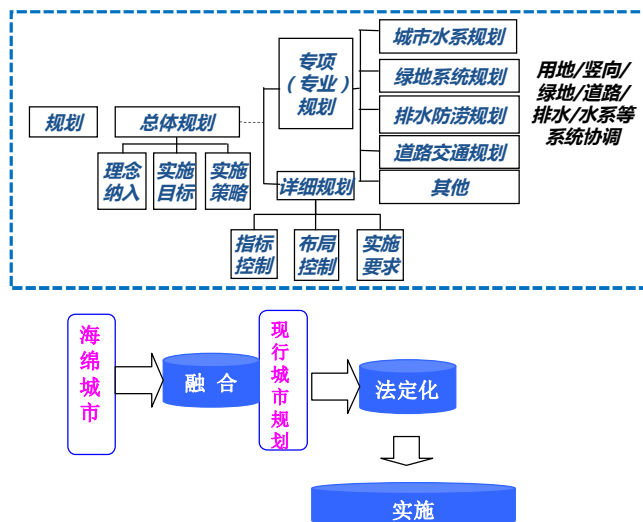 规划
总体规划
理念
纳入
实施
目标
实施
策略
专项
（专业）
规划
城市水系规划
绿地系统规划
排水防涝规划
道路交通规划
其他
用地/竖向/
绿地/道路/
排水/水系等
系统协调
详细规划
指标
控制
布局
控制
实施
要求
海绵城市
融 合
现行城市规划
法定化
实施